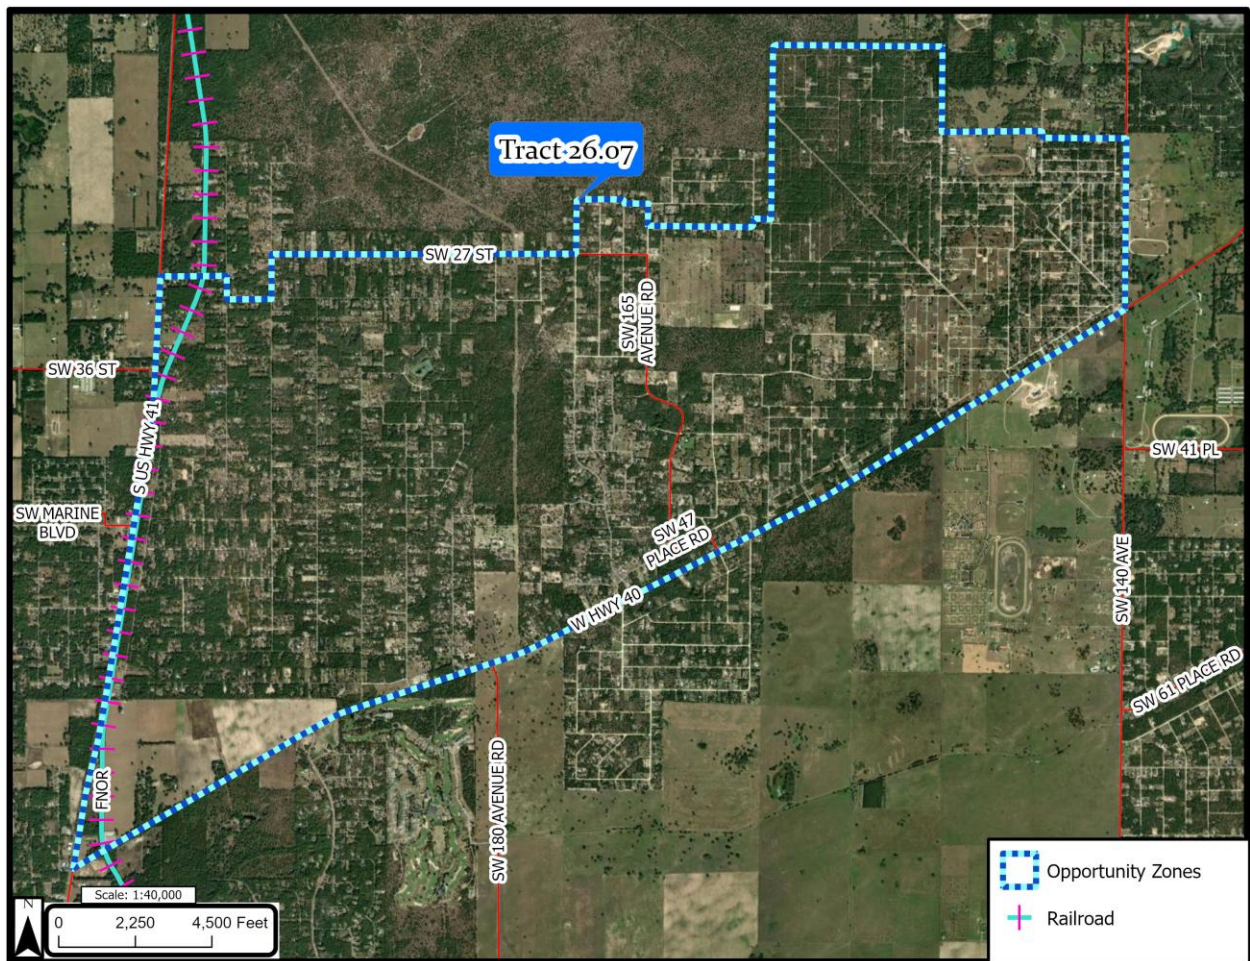 Tract 26.07
SW 27 ST
SW 165
AVENUE RD
SW 36 ST
S US HWY 41
SW 41 PL
SW MARINE
BLVD
SW 47
PLACE RD
SW 140 AVE
W HWY 40
SW 61 PLACE RD
FNOR
SW 180 AVENUE RD
Opportunity Zones
Railroad
Scale: 1:40,000
N
0 2,250 4,500 Feet